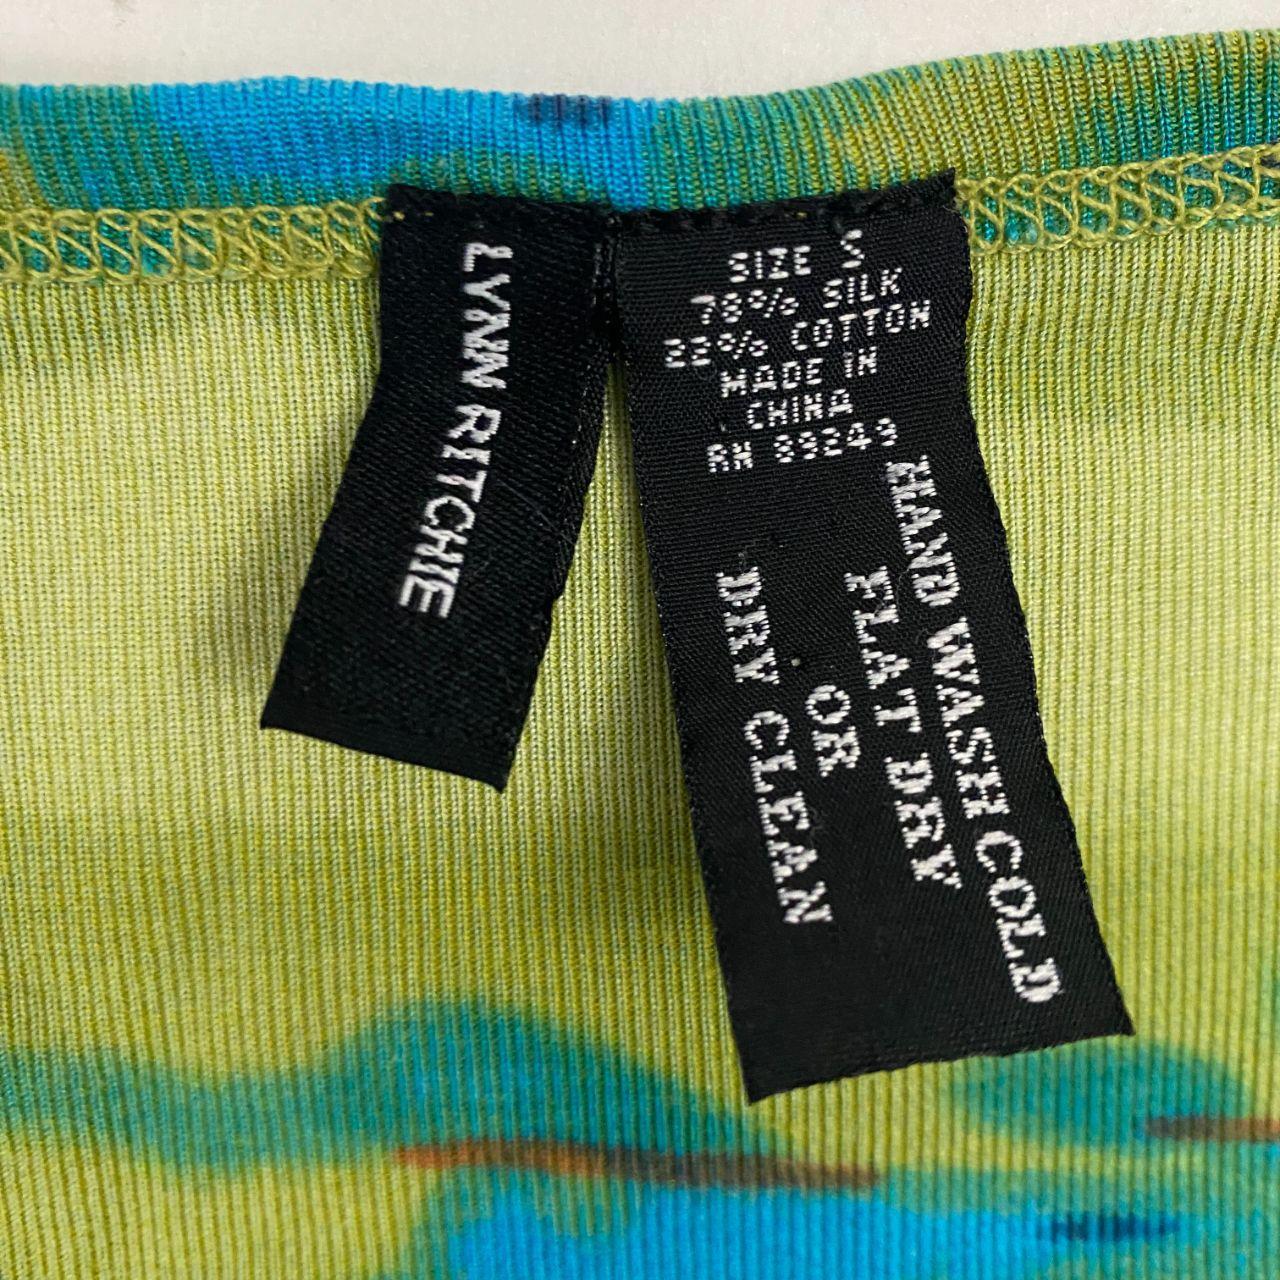 LYNN RITCHIE
SIZE S
78% SILK
22% COTTON
MADE IN
CHINA
RN 89249
HAND WASH COLD
FLAT DRY
OR
DRY CLEAN